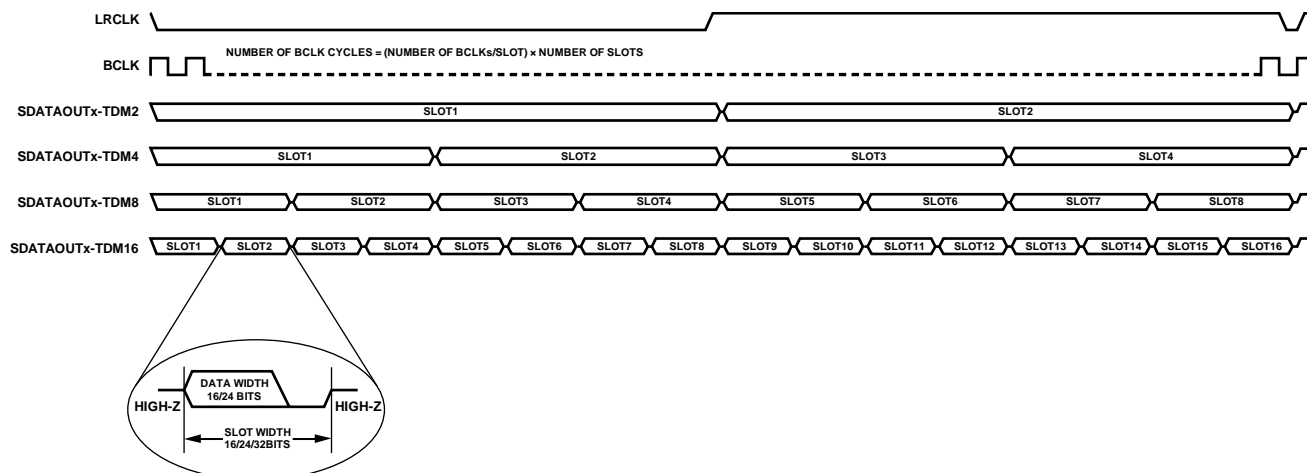 LRCLK
BCLK
NUMBER OF BCLK CYCLES = (NUMBER OF BCLKs/SLOT) × NUMBER OF SLOTS
SDATAOUTx-TDM2
SLOT1 SLOT2
SDATAOUTx-TDM4
SLOT1 SLOT2 SLOT3 SLOT4
SDATAOUTx-TDM8
SLOT1 SLOT2 SLOT3 SLOT4 SLOT5 SLOT6 SLOT7 SLOT8
SDATAOUTx-TDM16
SLOT1 SLOT2 SLOT3 SLOT4 SLOT5 SLOT6 SLOT7 SLOT8 SLOT9 SLOT10 SLOT11 SLOT12 SLOT13 SLOT14 SLOT15 SLOT16
DATA WIDTH
16/24 BITS
HIGH-Z HIGH-Z
SLOT WIDTH
16/24/32BITS